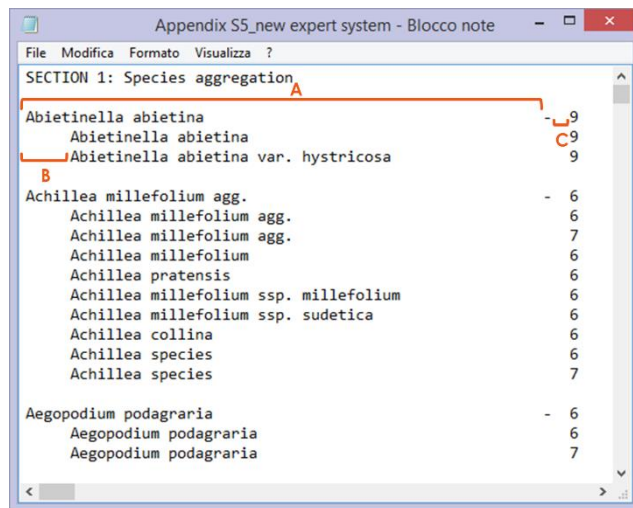 Appendix S5_new expert system - Blocco note
File Modifica Formato Visualizza ?
SECTION 1: Species aggregation
A
Abietinella abietina - 9
Abietinella abietina 9
C
Abietinella abietina var. hystricosa 9
B
Achillea millefolium agg. - 6
Achillea millefolium agg. 6
Achillea millefolium agg. 7
Achillea millefolium 6
Achillea pratensis 6
Achillea millefolium ssp. millefolium 6
Achillea millefolium ssp. sudetica 6
Achillea collina 6
Achillea species 6
Achillea species 7
Aegopodium podagraria - 6
Aegopodium podagraria 6
Aegopodium podagraria 7